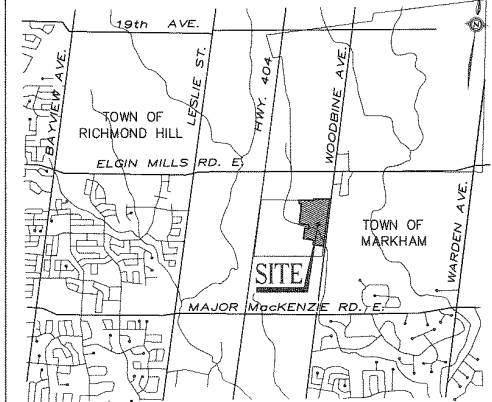 19th AVE.
BAYVIEW AVE.
LESLIE ST.
HWY. 404
WOODBINE AVE.
TOWN OF
RICHMOND HILL
ELGIN MILLS RD. E.
TOWN OF
MARKHAM
WARDEN AVE.
SITE
MAJOR MacKENZIE RD. E.